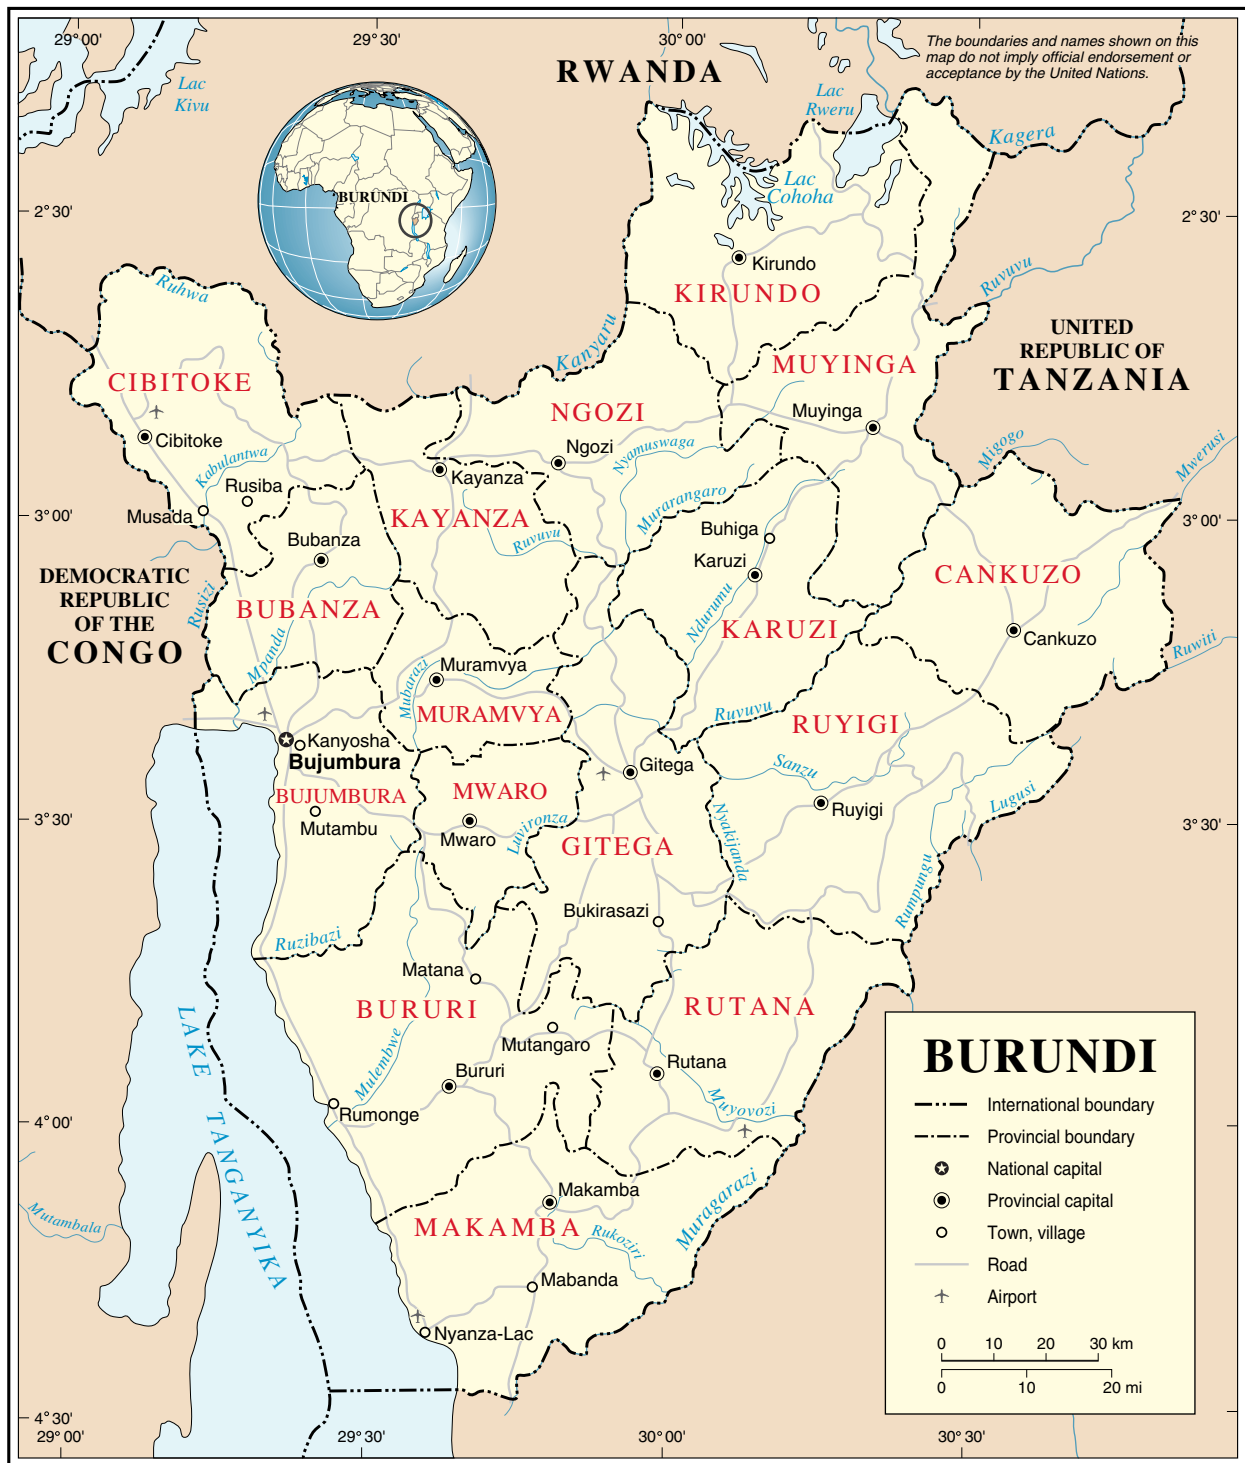 29°00'
29°30'
30°00'
The boundaries and names shown on this
map do not imply official endorsement or
acceptance by the United Nations.
RWANDA
Lac
Kivu
Lac
Rweru
Kagera
BURUNDI
Lac
Cohoha
2°30'
2°30'
Kirundo
KIRUNDO
Ruhwa
Ruvuvu
Kanyaru
UNITED
REPUBLIC OF
TANZANIA
MUYINGA
CIBITOKE
NGOZI
Muyinga
Cibitoke
Ngozi
Nyamuswaga
Migogo
Mwerusi
Kabulantwa
Kayanza
Rusiba
Murarangaro
Musada
KAYANZA
3°00'
3°00'
Ruvuvu
Buhiga
Bubanza
Karuzi
DEMOCRATIC
REPUBLIC
OF THE
CONGO
CANKUZO
Rusizi
BUBANZA
Ndurumu
KARUZI
Cankuzo
Mpanda
Ruwiti
Mubarazi
Muramvya
Ruvuvu
MURAMVYA
RUYIGI
Kanyosha
Bujumbura
Gitega
Sanzu
BUJUMBURA
MWARO
Lugusi
Mutambu
Ruyigi
3°30'
3°30'
Mwaro
Luvironza
GITEGA
Nyakijanda
Rumpungu
Bukirasazi
Ruzibazi
Matana
BURURI
RUTANA
LAKE TANGANYIKA
Mulembwe
Mutangaro
Bururi
Rutana
Rumonge
Muyovozi
4°00'
Makamba
Muragarazi
Mutambala
MAKAMBA
Rukoziri
Mabanda
Nyanza-Lac
BURUNDI
International boundary
Provincial boundary
National capital
Provincial capital
Town, village
Road
Airport
0 10 20 30 km
0 10 20 mi
4°30'
29°00'
29°30'
30°00'
30°30'